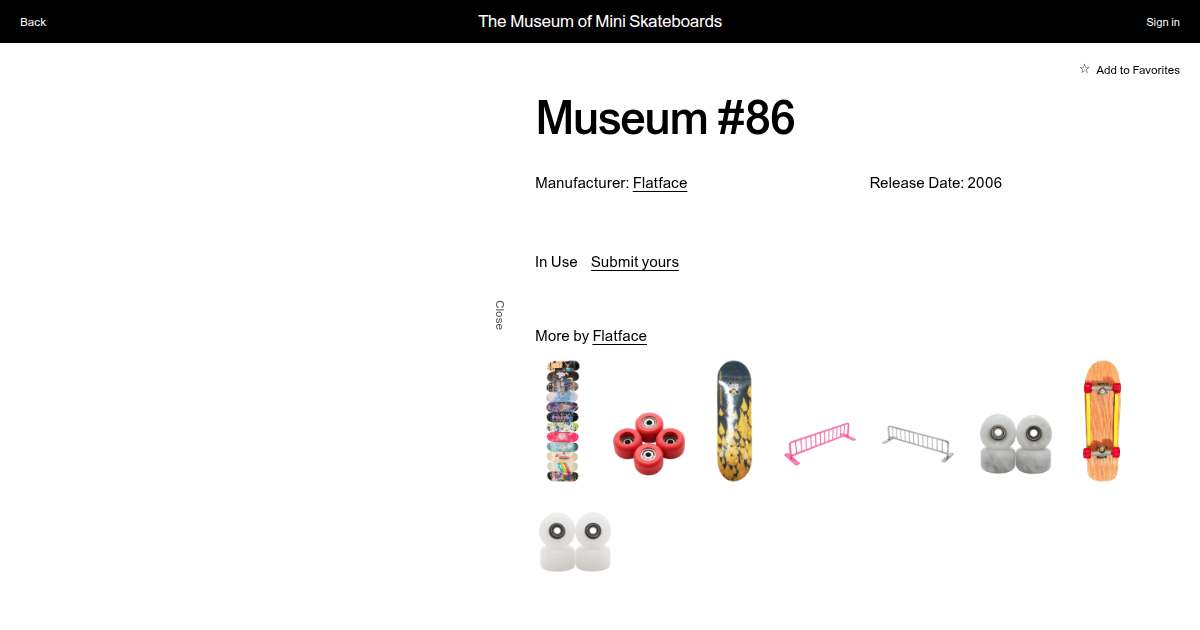 Back
The Museum of Mini Skateboards
Sign in
☆ Add to Favorites
Museum #86
Manufacturer: Flatface
Release Date: 2006
In Use Submit yours
Close
More by Flatface